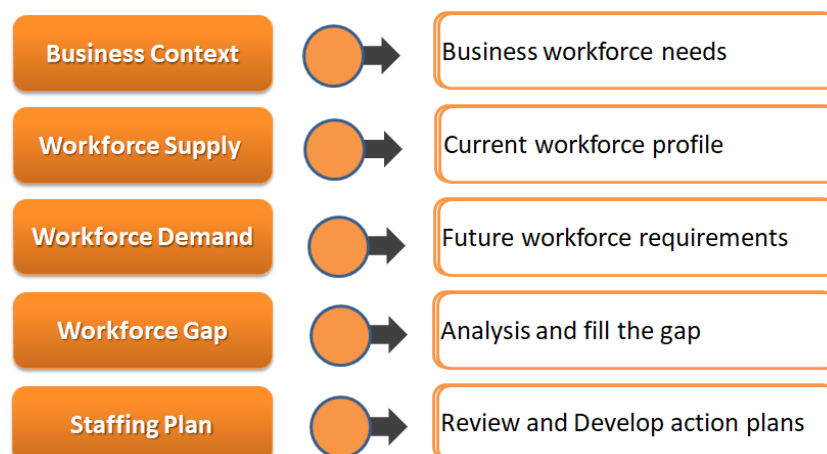 Business Context
Business workforce needs
Workforce Supply
Current workforce profile
Workforce Demand
Future workforce requirements
Workforce Gap
Analysis and fill the gap
Staffing Plan
Review and Develop action plans